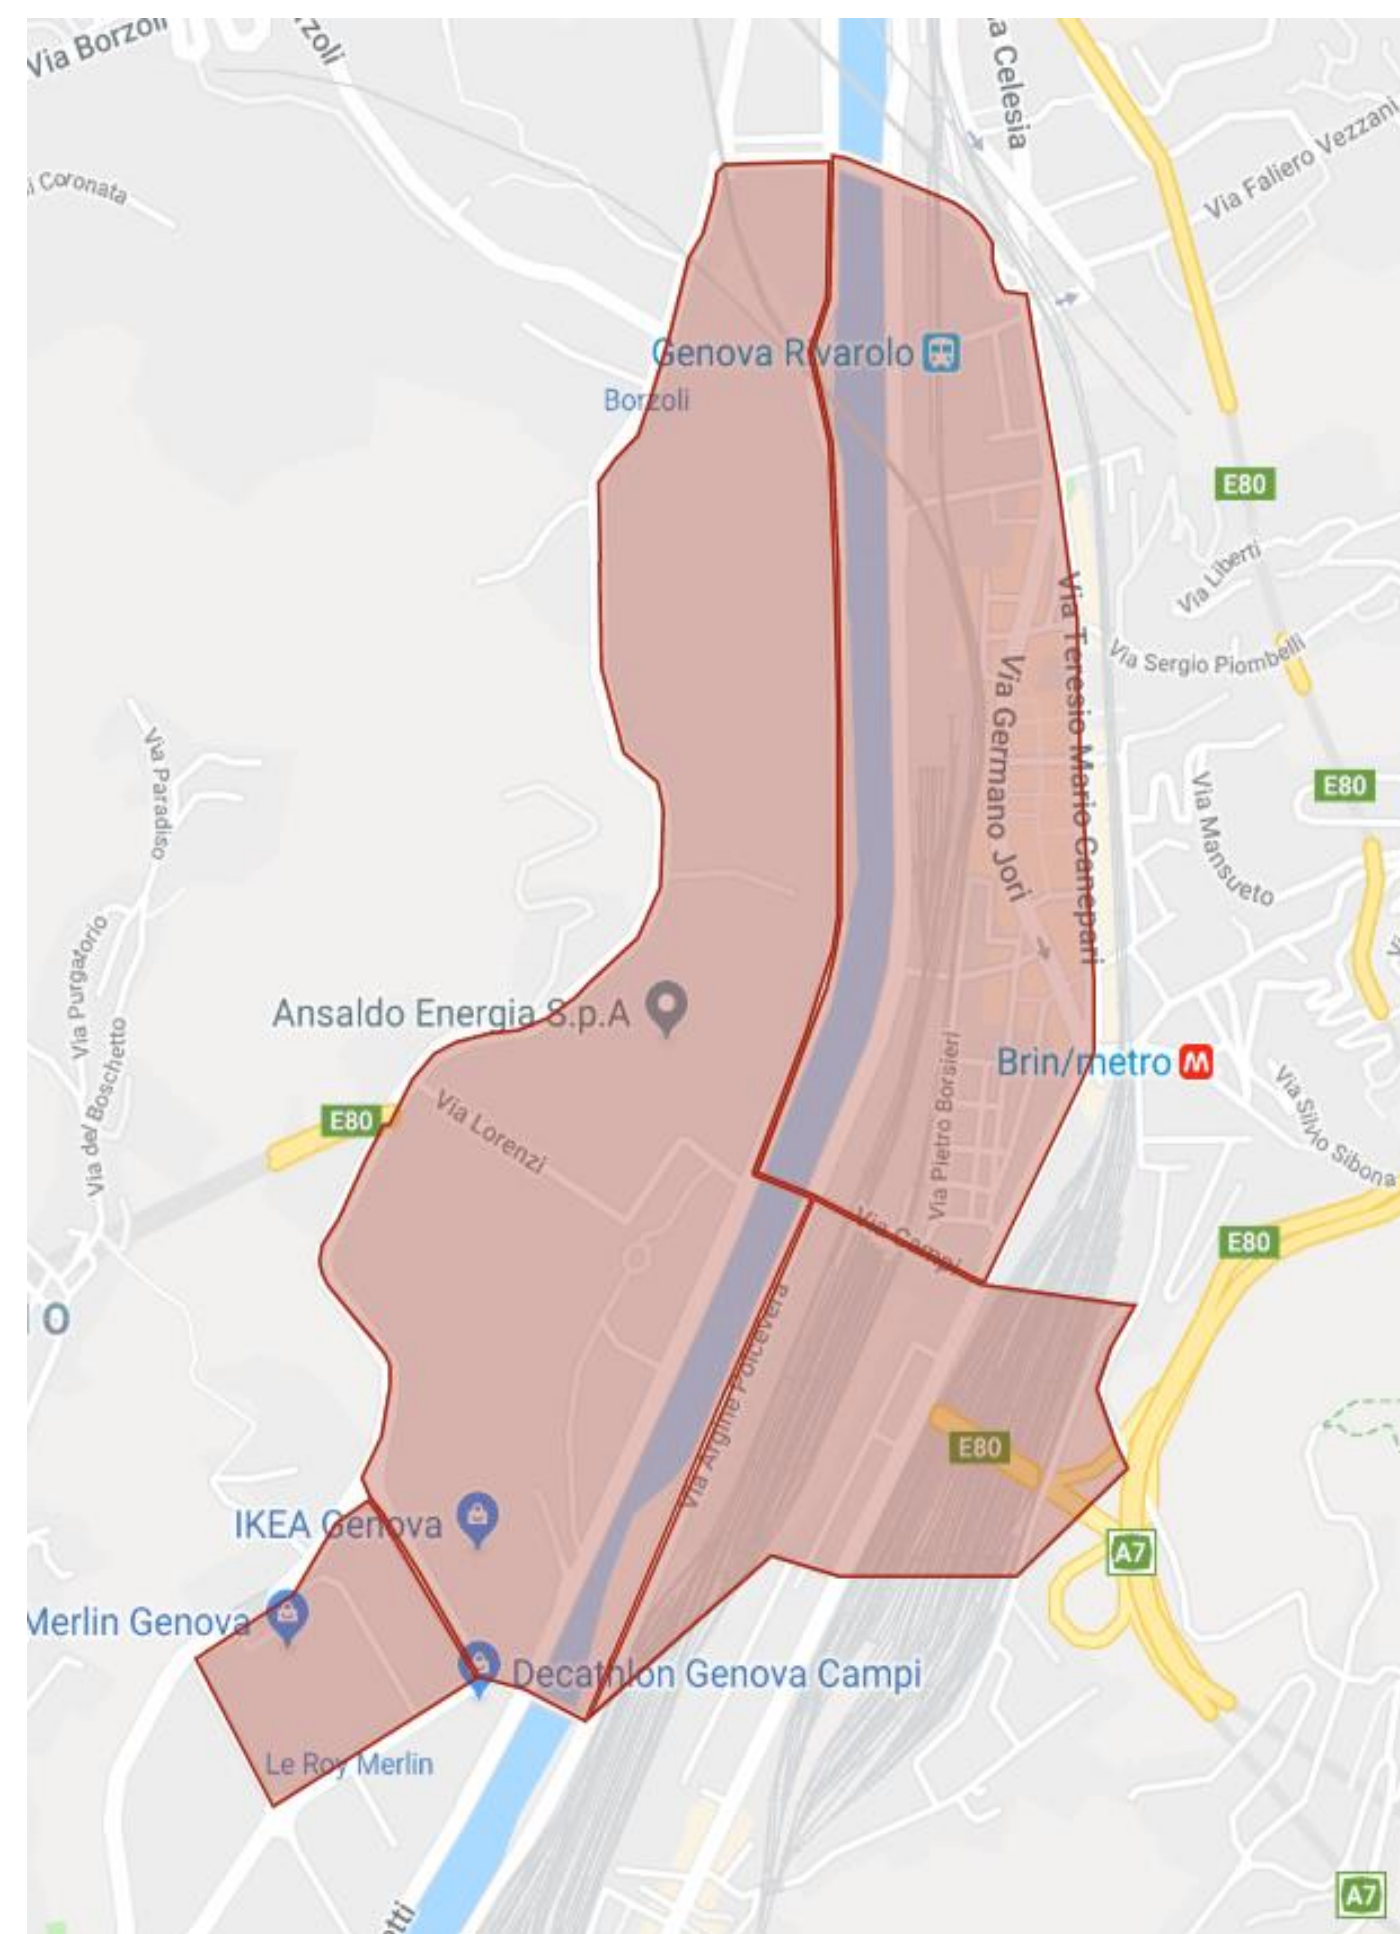 Via Borzoli
zoli
a Celesia
i Coronata
Via Faliero Vezzani
Genova Rivarolo
Borzoli
E80
Via Liberti
Via Sergio Piombelli
Via Teresio Mario Canepari
Via Germano Jori
Via Paradiso
E80
Via Mansueto
Via Purgatorio
Ansaldo Energia S.p.A
Via del Boschetto
Via Pietro Borsieri
Brin/metro M
E80
Via Lorenzi
Via Silvio Sibona
Via Campi
E80
IO
Via Argine Polcevera
E80
IKEA Genova
A7
Merlin Genova
Decathlon Genova Campi
Le Roy Merlin
A7
etti